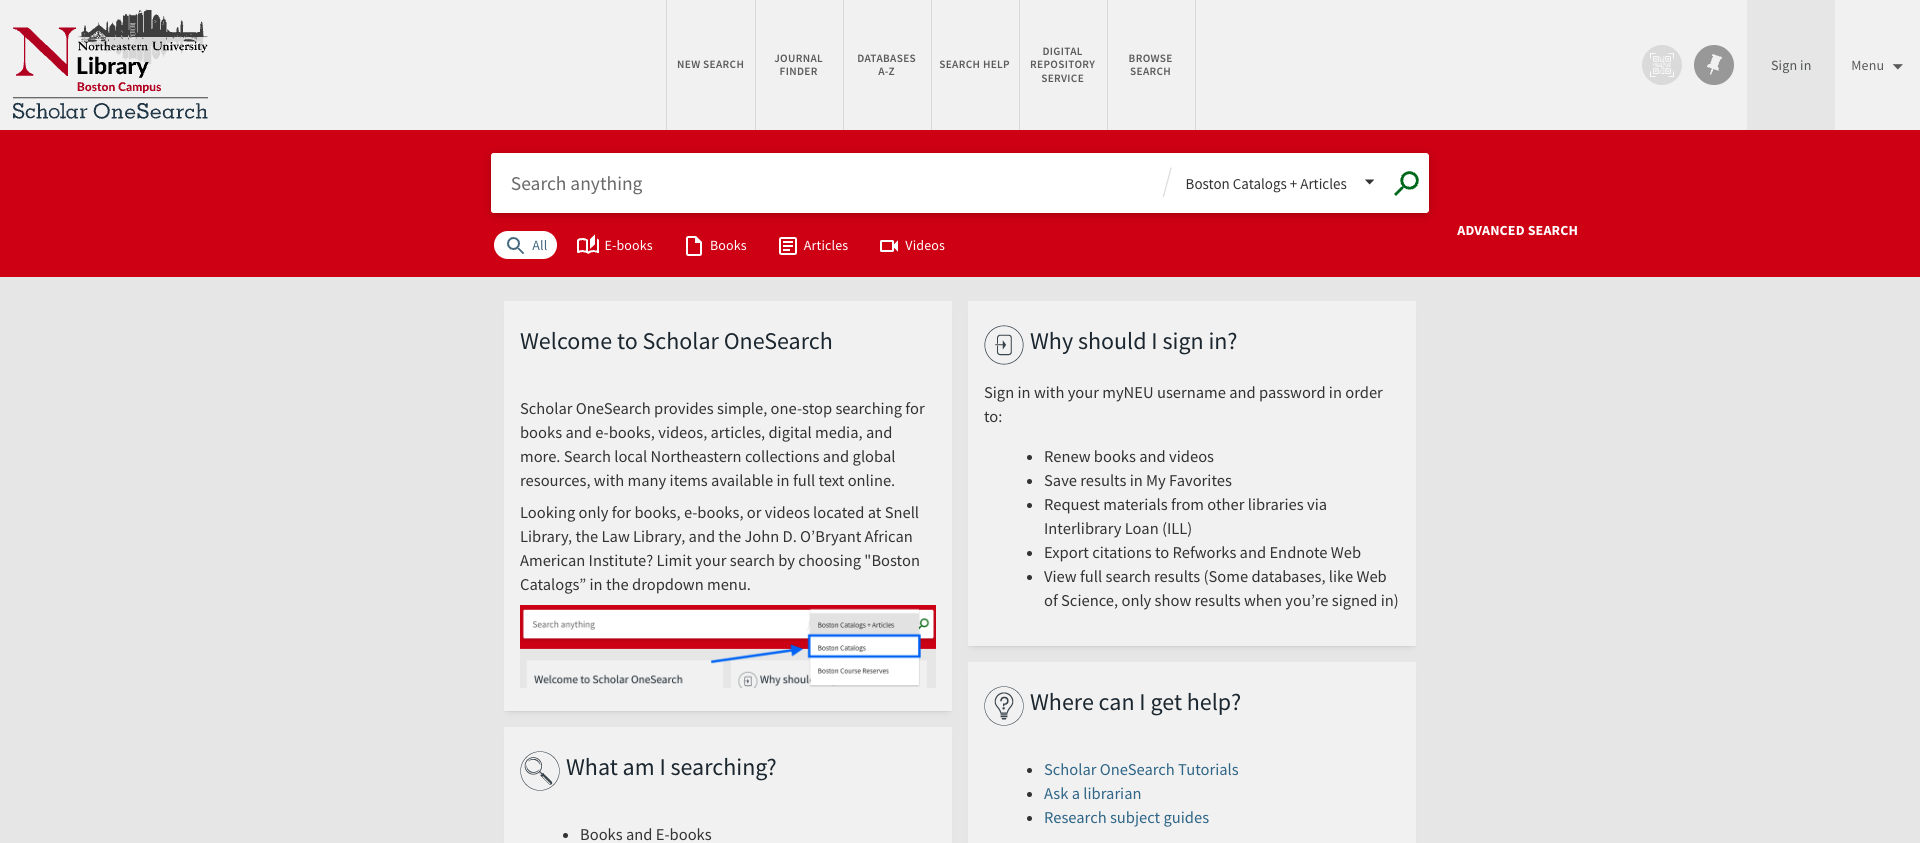 Northeastern University
Library
Boston Campus
Scholar OneSearch
NEW SEARCH
JOURNAL
FINDER
DATABASES
A-Z
SEARCH HELP
DIGITAL
REPOSITORY
SERVICE
BROWSE
SEARCH
Sign in
Menu
Search anything
Boston Catalogs + Articles
All
E-books
Books
Articles
Videos
ADVANCED SEARCH
Welcome to Scholar OneSearch
Scholar OneSearch provides simple, one-stop searching for
books and e-books, videos, articles, digital media, and
more. Search local Northeastern collections and global
resources, with many items available in full text online.
Looking only for books, e-books, or videos located at Snell
Library, the Law Library, and the John D. O’Bryant African
American Institute? Limit your search by choosing "Boston
Catalogs” in the dropdown menu.
Search anything
Boston Catalogs + Articles
Boston Catalogs
Boston Course Reserves
Welcome to Scholar OneSearch
Why shoul
What am I searching?
Books and E-books
Why should I sign in?
Sign in with your myNEU username and password in order
to:
Renew books and videos
Save results in My Favorites
Request materials from other libraries via
Interlibrary Loan (ILL)
Export citations to Refworks and Endnote Web
View full search results (Some databases, like Web
of Science, only show results when you’re signed in)
Where can I get help?
Scholar OneSearch Tutorials
Ask a librarian
Research subject guides